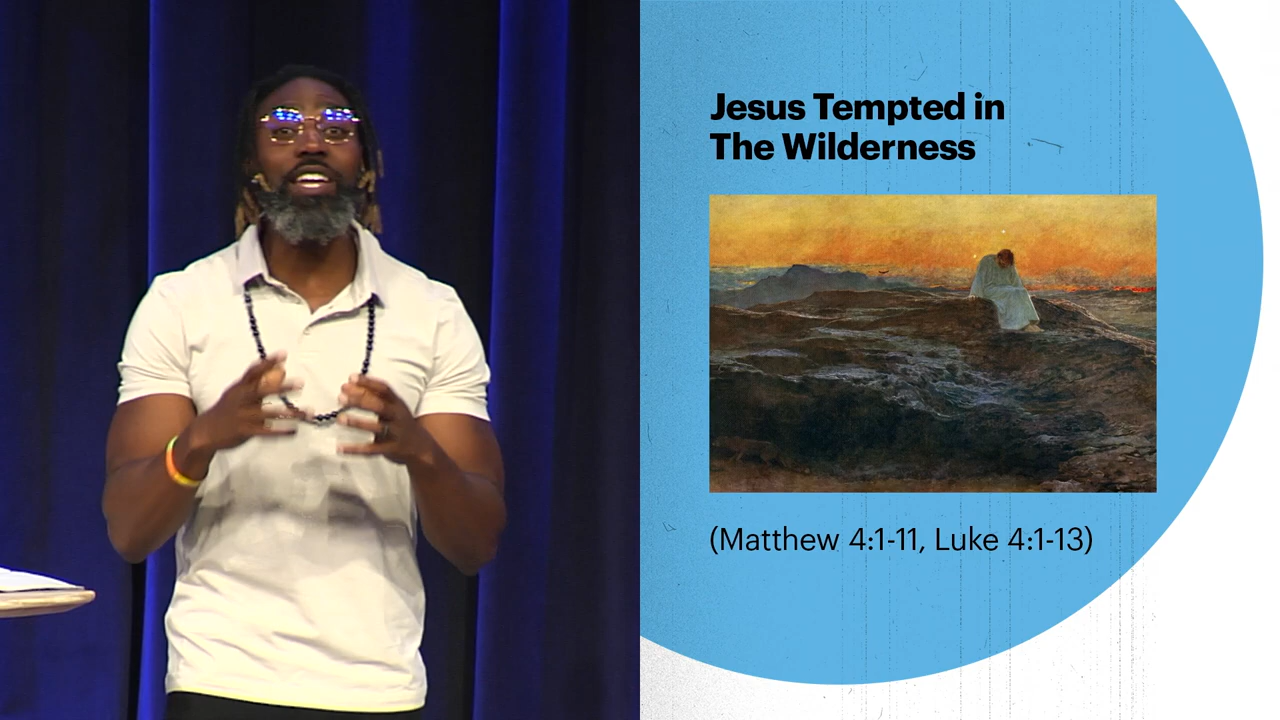 Jesus Tempted in
The Wilderness
(Matthew 4:1-11, Luke 4:1-13)